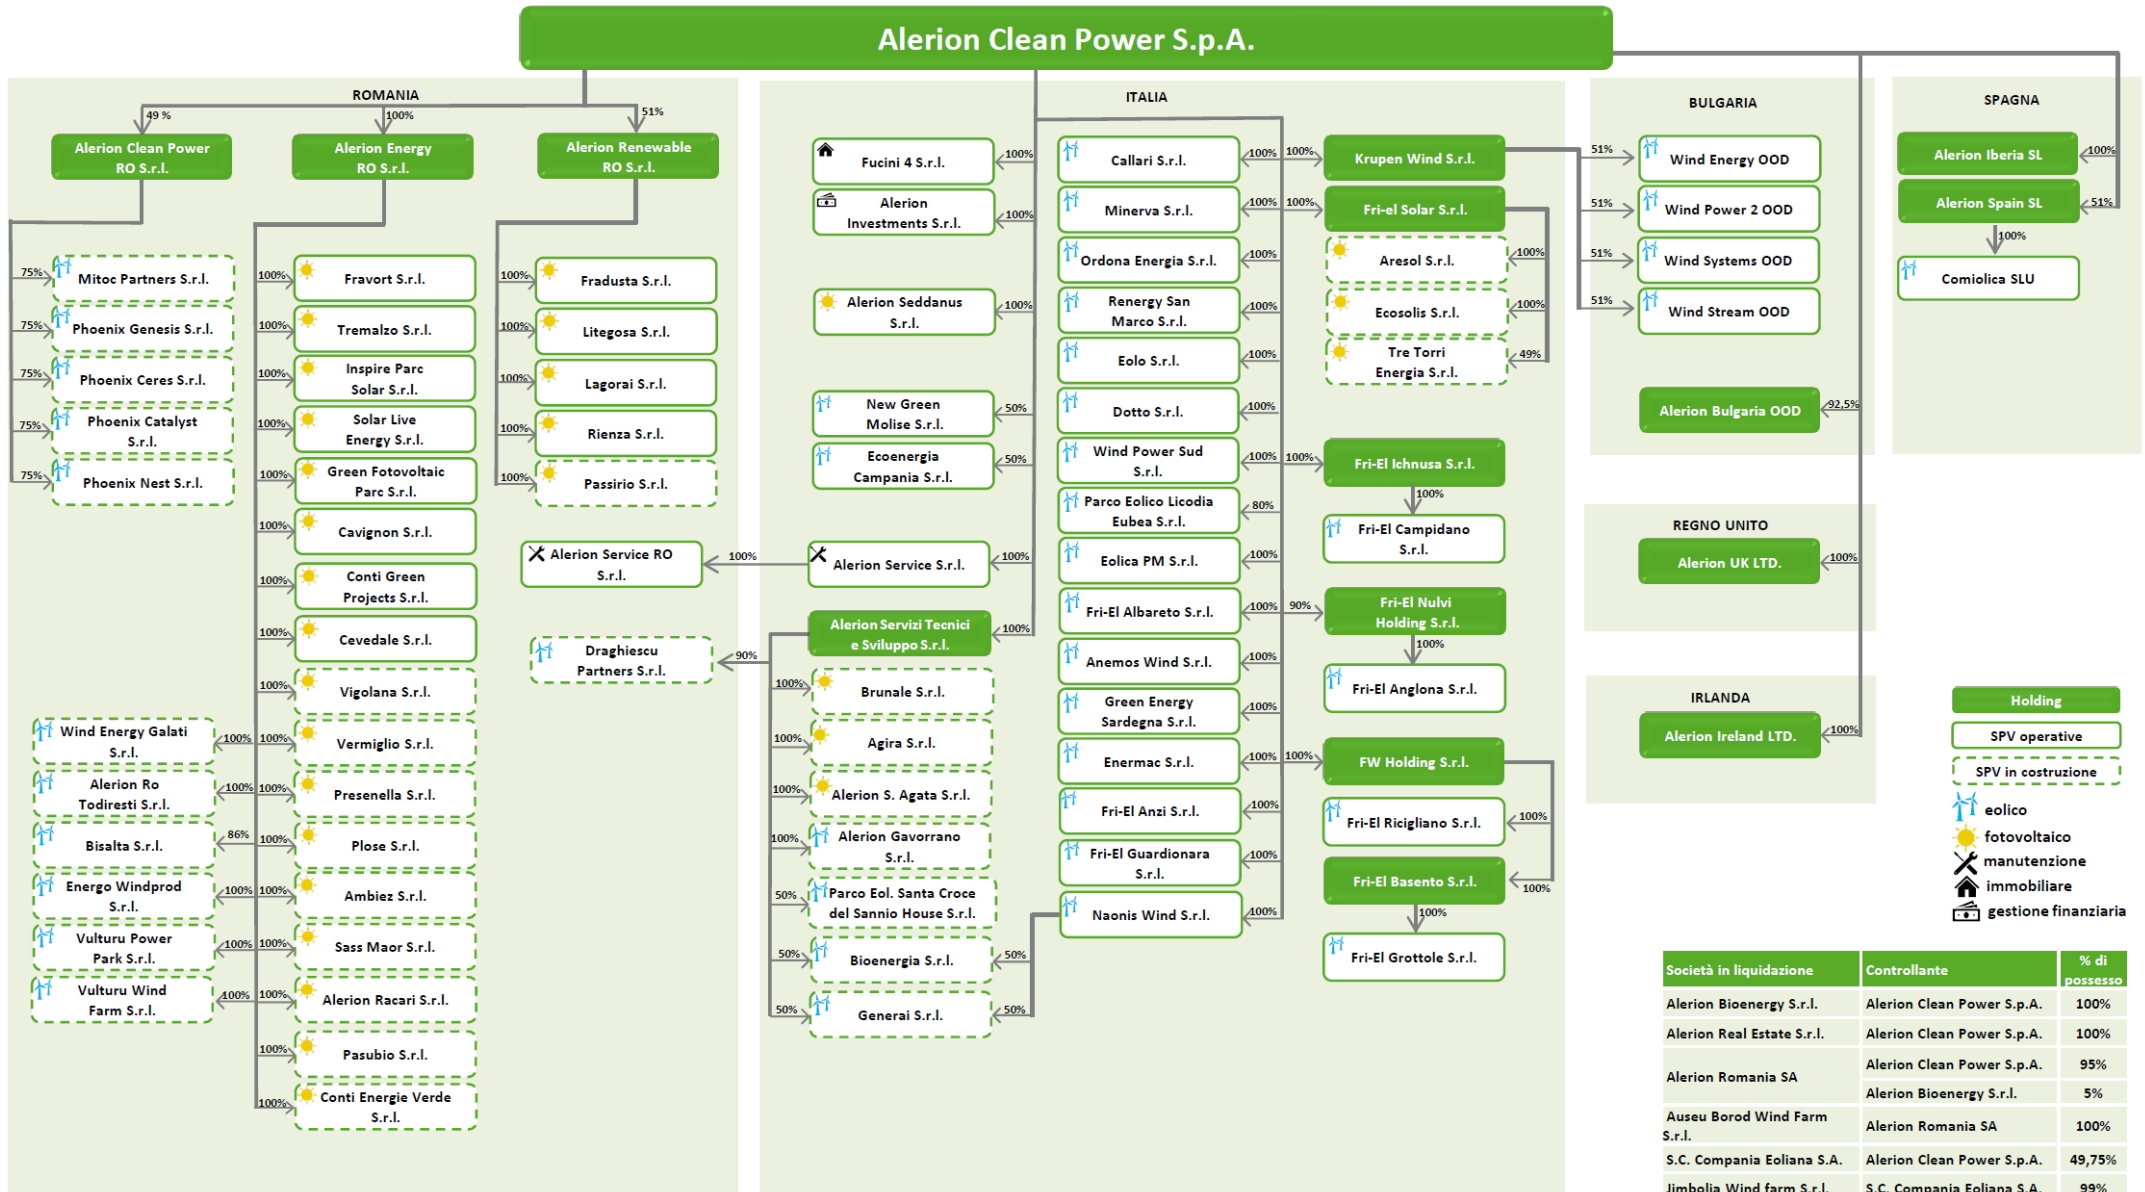 Alerion Clean Power S.p.A.
ROMANIA
49 %
100%
51%
Alerion Clean Power
RO S.r.l.
Alerion Energy
RO S.r.l.
Alerion Renewable
RO S.r.l.
75%
Mitoc Partners S.r.l.
75%
Phoenix Genesis S.r.l.
75%
Phoenix Ceres S.r.l.
75%
Phoenix Catalyst
S.r.l.
75%
Phoenix Nest S.r.l.
100%
Fravort S.r.l.
100%
Tremalzo S.r.l.
100%
Inspire Parc
Solar S.r.l.
100%
Solar Live
Energy S.r.l.
100%
Green Fotovoltaic
Parc S.r.l.
100%
Cavignon S.r.l.
100%
Conti Green
Projects S.r.l.
100%
Cevedale S.r.l.
100%
Vigolana S.r.l.
100%
Vermiglio S.r.l.
100%
Presenella S.r.l.
100%
Plose S.r.l.
100%
Ambiez S.r.l.
100%
Sass Maor S.r.l.
100%
Alerion Racari S.r.l.
100%
Pasubio S.r.l.
100%
Conti Energie Verde
S.r.l.
Wind Energy Galati
S.r.l.
100%
Alerion Ro
Todiresti S.r.l.
100%
Bisalta S.r.l.
86%
Energo Windprod
S.r.l.
100%
Vulturu Power
Park S.r.l.
100%
Vulturu Wind
Farm S.r.l.
100%
100%
Fradusta S.r.l.
100%
Litegosa S.r.l.
100%
Lagorai S.r.l.
100%
Rienza S.r.l.
100%
Passirio S.r.l.
Alerion Service RO
S.r.l.
100%
Draghiescu
Partners S.r.l.
90%
ITALIA
Fucini 4 S.r.l.
100%
Alerion
Investments S.r.l.
100%
Alerion Seddanus
S.r.l.
100%
New Green
Molise S.r.l.
50%
Ecoenergia
Campania S.r.l.
50%
Alerion Service S.r.l.
100%
Alerion Servizi Tecnici
e Sviluppo S.r.l.
100%
100%
Brunale S.r.l.
100%
Agira S.r.l.
100%
Alerion S. Agata S.r.l.
100%
Alerion Gavorrano
S.r.l.
50%
Parco Eol. Santa Croce
del Sannio House S.r.l.
50%
Bioenergia S.r.l.
50%
50%
Generai S.r.l.
50%
Callari S.r.l.
100%
Minerva S.r.l.
100%
Ordona Energia S.r.l.
100%
Renergy San
Marco S.r.l.
100%
Eolo S.r.l.
100%
Dotto S.r.l.
100%
Wind Power Sud
S.r.l.
100%
Parco Eolico Licodia
Eubea S.r.l.
80%
Eolica PM S.r.l.
100%
Fri-El Albareto S.r.l.
100%
Anemos Wind S.r.l.
100%
Green Energy
Sardegna S.r.l.
100%
Enermac S.r.l.
100%
Fri-El Anzi S.r.l.
100%
Fri-El Guardionara
S.r.l.
100%
Naonis Wind S.r.l.
100%
100%
Krupen Wind S.r.l.
100%
Fri-el Solar S.r.l.
Aresol S.r.l.
100%
Ecosolis S.r.l.
100%
Tre Torri
Energia S.r.l.
49%
100%
Fri-El Ichnusa S.r.l.
100%
Fri-El Campidano
S.r.l.
90%
Fri-El Nulvi
Holding S.r.l.
100%
Fri-El Anglona S.r.l.
100%
FW Holding S.r.l.
Fri-El Ricigliano S.r.l.
100%
Fri-El Basento S.r.l.
100%
100%
Fri-El Grottole S.r.l.
BULGARIA
51%
Wind Energy OOD
51%
Wind Power 2 OOD
51%
Wind Systems OOD
51%
Wind Stream OOD
Alerion Bulgaria OOD
92,5%
REGNO UNITO
Alerion UK LTD.
100%
IRLANDA
Alerion Ireland LTD.
100%
SPAGNA
Alerion Iberia SL
100%
Alerion Spain SL
51%
100%
Comiolica SLU
Holding
SPV operative
SPV in costruzione
eolico
fotovoltaico
manutenzione
immobiliare
gestione finanziaria
Società in liquidazione Controllante % di
possesso
Alerion Bioenergy S.r.l. Alerion Clean Power S.p.A. 100%
Alerion Real Estate S.r.l. Alerion Clean Power S.p.A. 100%
Alerion Romania SA
Alerion Clean Power S.p.A. 95%
Alerion Bioenergy S.r.l. 5%
Auseu Borod Wind Farm
S.r.l.
Alerion Romania SA 100%
S.C. Compania Eoliana S.A. Alerion Clean Power S.p.A. 49,75%
Jimbolia Wind farm S.r.l. S.C. Compania Eoliana S.A. 99%